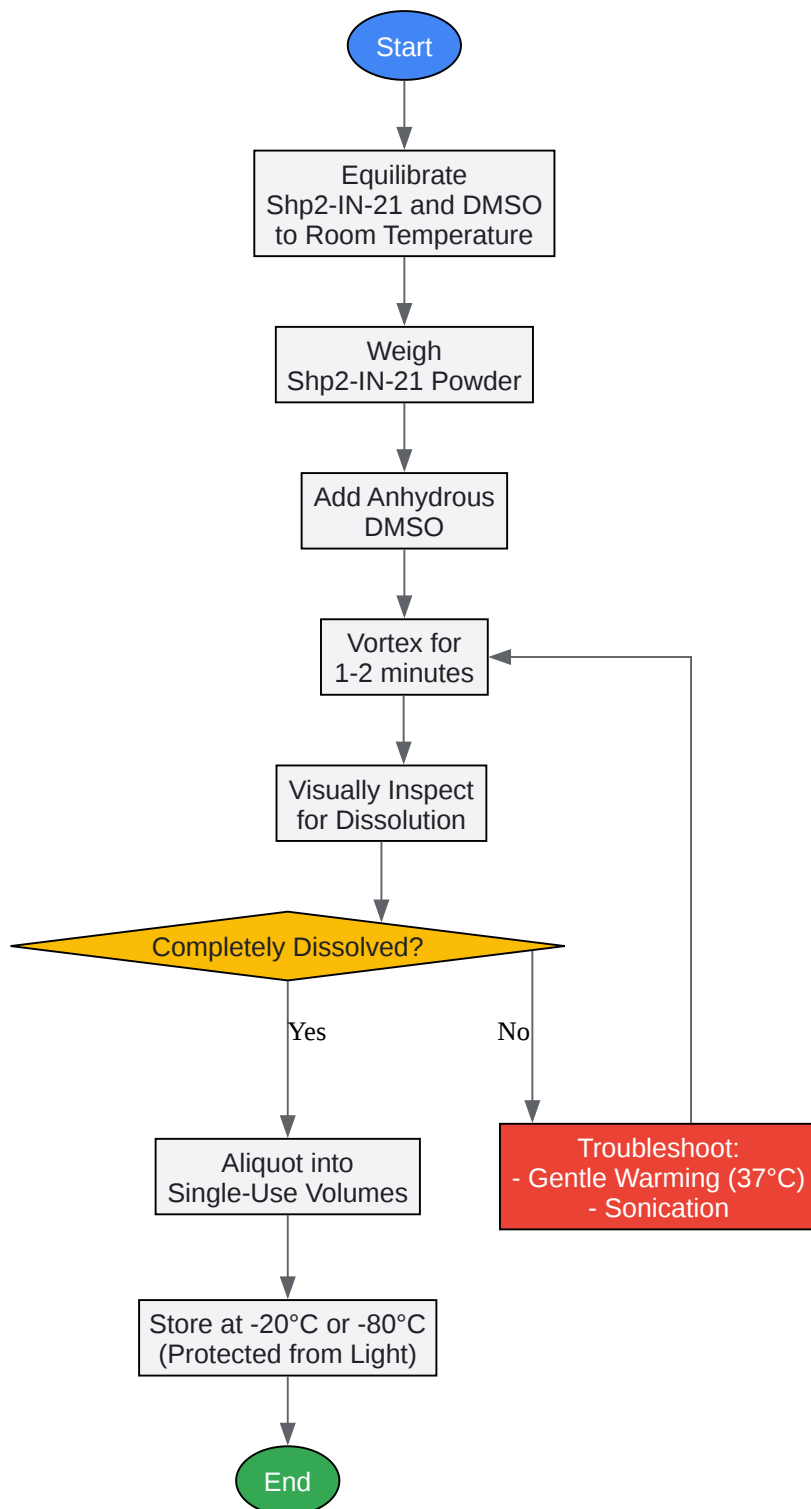 Start
Equilibrate
Shp2-IN-21 and DMSO
to Room Temperature
Weigh
Shp2-IN-21 Powder
Add Anhydrous
DMSO
Vortex for
1-2 minutes
Visually Inspect
for Dissolution
Completely Dissolved?
Yes
No
Aliquot into
Single-Use Volumes
Troubleshoot:
- Gentle Warming (37°C)
- Sonication
Store at -20°C or -80°C
(Protected from Light)
End